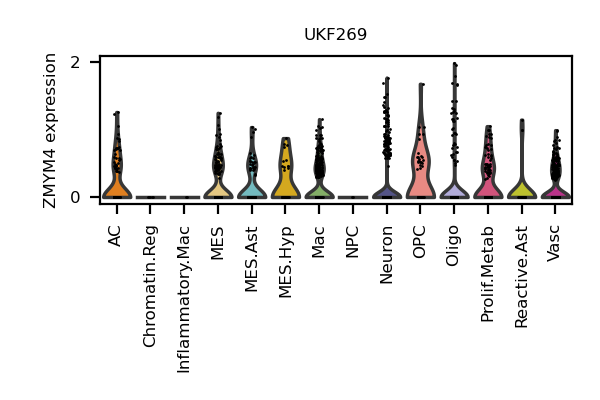 UKF269
ZMYM4 expression
2
0
AC
Chromatin.Reg
Inflammatory.Mac
MES
MES.Ast
MES.Hyp
Mac
NPC
Neuron
OPC
Oligo
Prolif.Metab
Reactive.Ast
Vasc